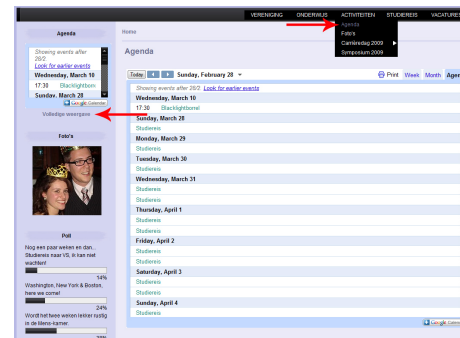 VERENIGING ONDERWIJS ACTIVITEITEN STUDIEREIS VACATURES
Agenda
Foto's
Carrièredag 2009
Symposium 2009
Agenda
Showing events after
28/2.
Look for earlier events
Wednesday, March 10
17:30 Blacklightborr
Sunday, March 28
Google Calendar
Volledige weergave
Foto's
Poll
Nog een paar weken en dan...
Studiereis naar VS, ik kan niet
wachten!
14%
Washington, New York & Boston,
here we come!
24%
Wordt het twee weken lekker rustig
in de Mens-kamer.
Home
Agenda
Today Sunday, February 28 Print Week Month Agen
Showing events after 28/2. Look for earlier events
Wednesday, March 10
17:30 Blacklightborrel
Sunday, March 28
Studiereis
Monday, March 29
Studiereis
Tuesday, March 30
Studiereis
Wednesday, March 31
Studiereis
Studiereis
Thursday, April 1
Studiereis
Studiereis
Friday, April 2
Studiereis
Studiereis
Saturday, April 3
Studiereis
Studiereis
Sunday, April 4
Studiereis
Google Calen